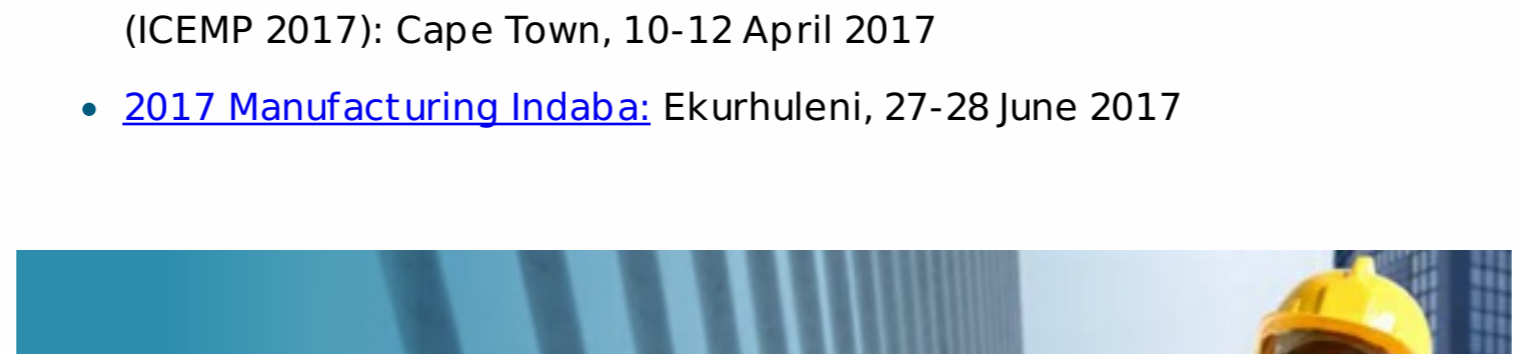 (ICEMP 2017): Cape Town, 10-12 April 2017
• 2017 Manufacturing Indaba: Ekurhuleni, 27-28 June 2017